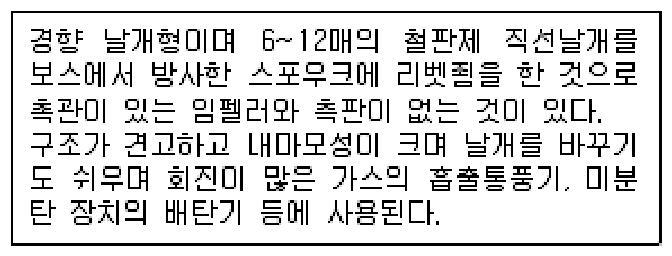 경향 날개형이며 6~12매의 철판제 직선날개를
보스에서 방사한 스포우크에 리벳죔을 한 것으로
촉관이 있는 임펠러와 측판이 없는 것이 있다.
구조가 견고하고 내마모성이 크며 날개를 바꾸기
도 쉬우며 회진이 많은 가스의 흡출통풍기, 미분
탄 장치의 배탄기 등에 사용된다.